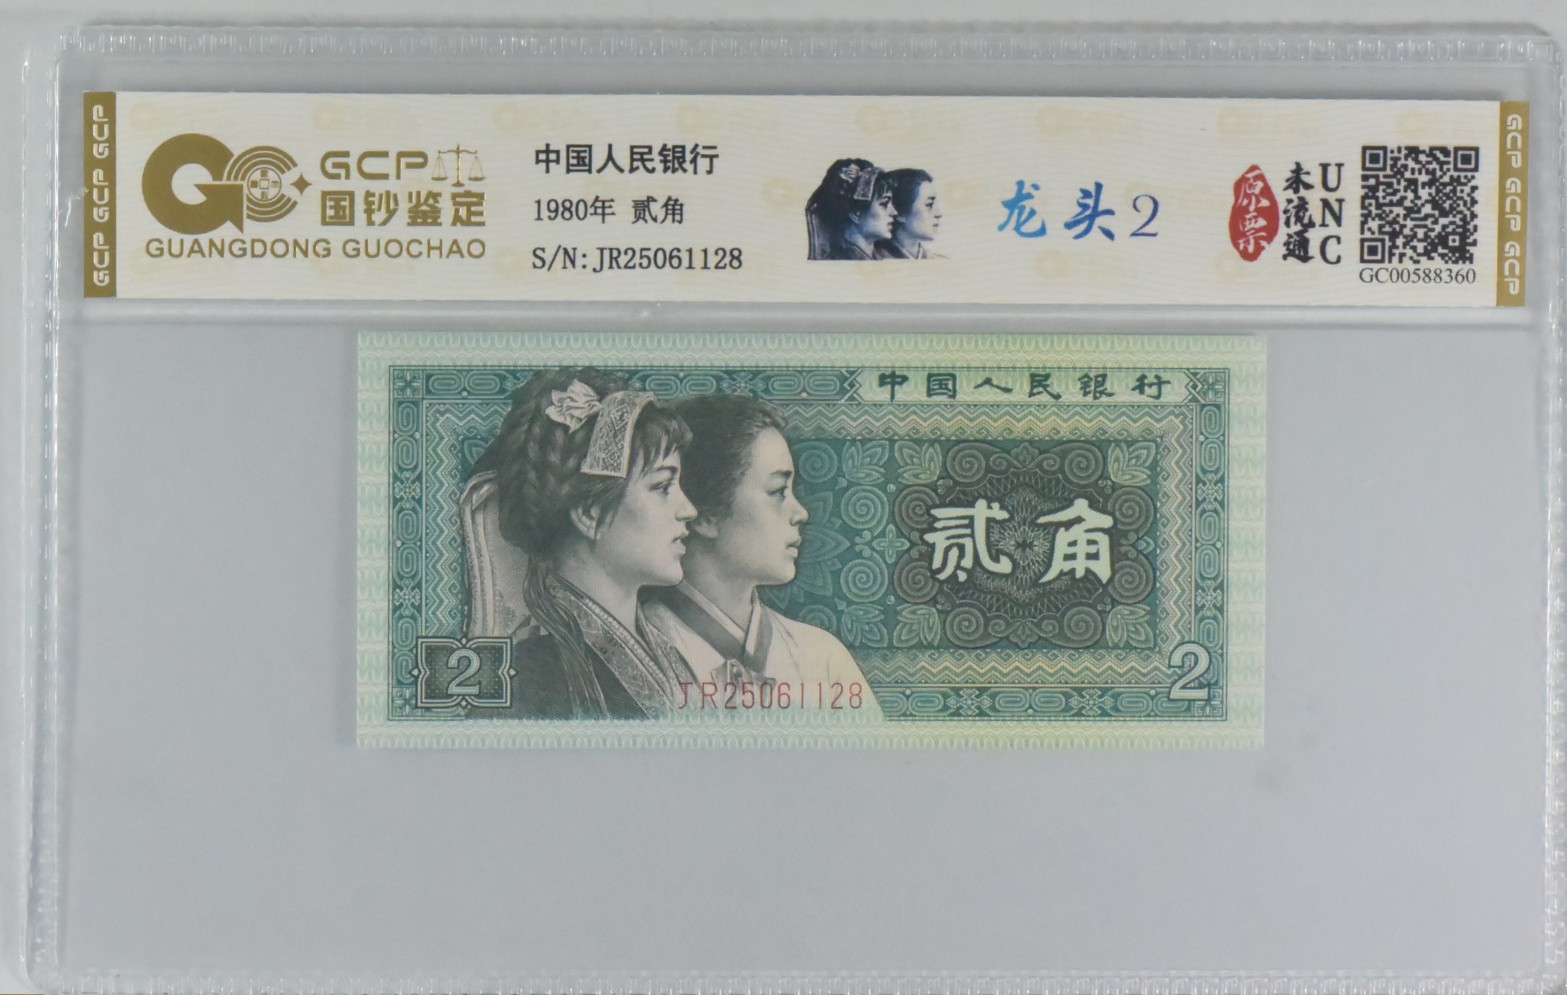 GCP
国钞鉴定
GUANGDONG GUOCHAO
中国人民银行
1980年 贰角
S/N:JR25061128
龙头2
原票
未流通
UNC
GC00588360
GCP GCP GCP
GCP GCP GCP
中国人民银行
贰角
2
2
JR25061128